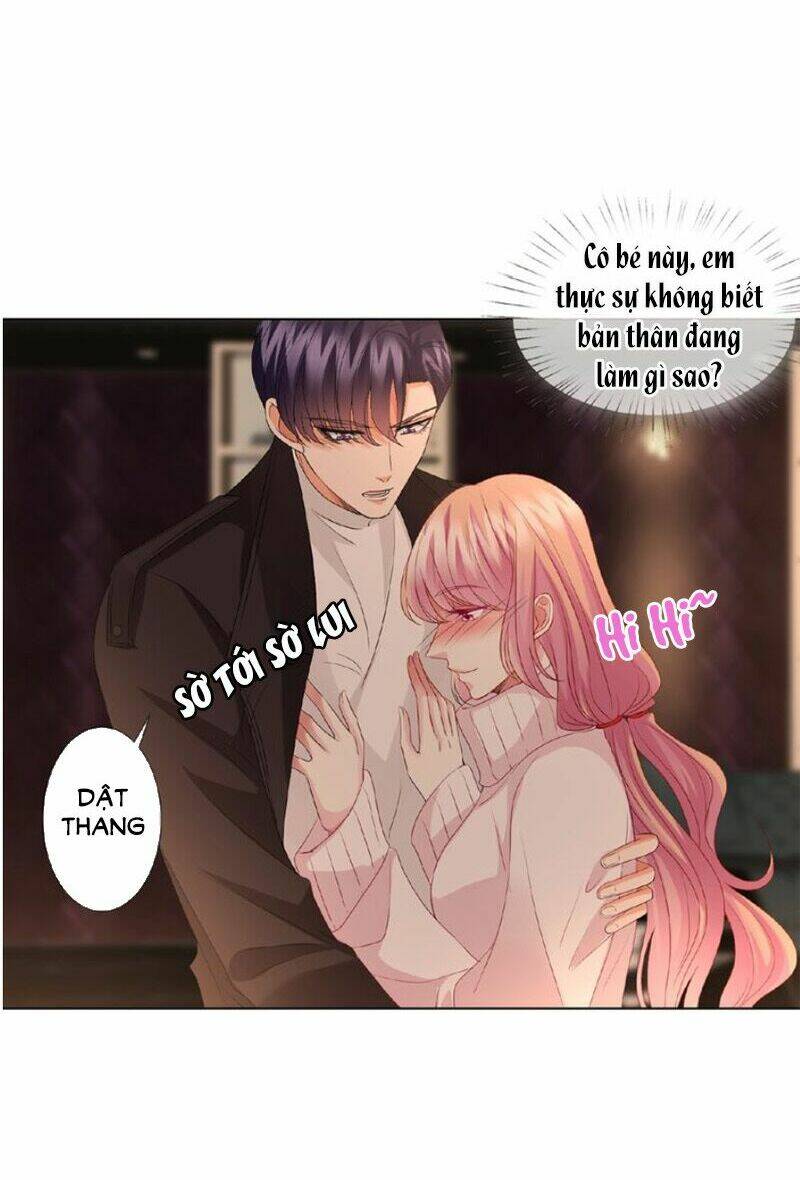 Cô bé này, em
thực sự không biết
bản thân đang
làm gì sao?
SỜ TỚI SỜ LUI
Hi Hi~
DẬT
THANG